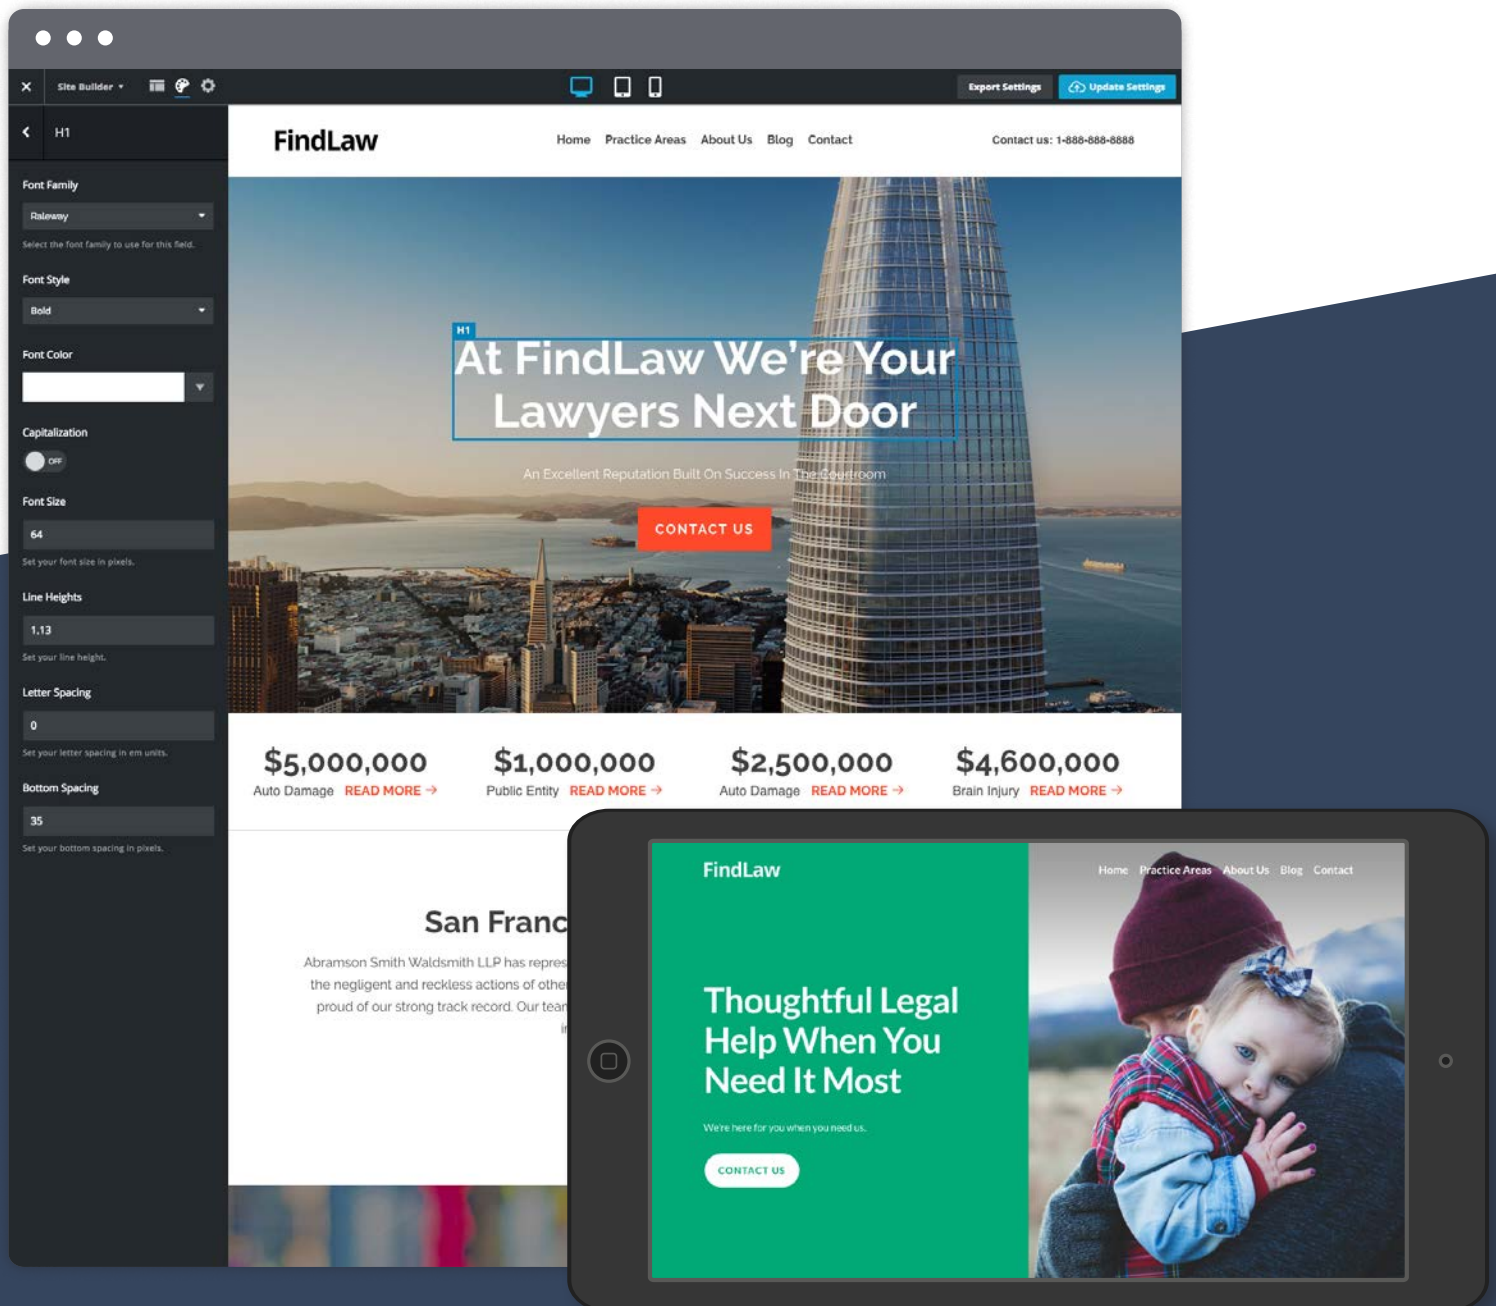 Site Builder
Export Settings
Update Settings
H1
Font Family
Raleway
Select the font family to use for this field.
Font Style
Bold
Font Color
Capitalization
OFF
Font Size
64
Set your font size in pixels.
Line Heights
1.13
Set your line height.
Letter Spacing
0
Set your letter spacing in em units.
Bottom Spacing
35
Set your bottom spacing in pixels.
FindLaw
Home Practice Areas About Us Blog Contact
Contact us: 1-888-888-8888
H1
At FindLaw We're Your
Lawyers Next Door
An Excellent Reputation Built On Success In The Courtroom
CONTACT US
$5,000,000
Auto Damage READ MORE →
$1,000,000
Public Entity READ MORE →
$2,500,000
Auto Damage READ MORE →
$4,600,000
Brain Injury READ MORE →
San Franc
Abramson Smith Waldsmith LLP has repres
the negligent and reckless actions of othe
proud of our strong track record. Our tear
FindLaw
Home Practice Areas About Us Blog Contact
Thoughtful Legal
Help When You
Need It Most
We're here for you when you need us.
CONTACT US